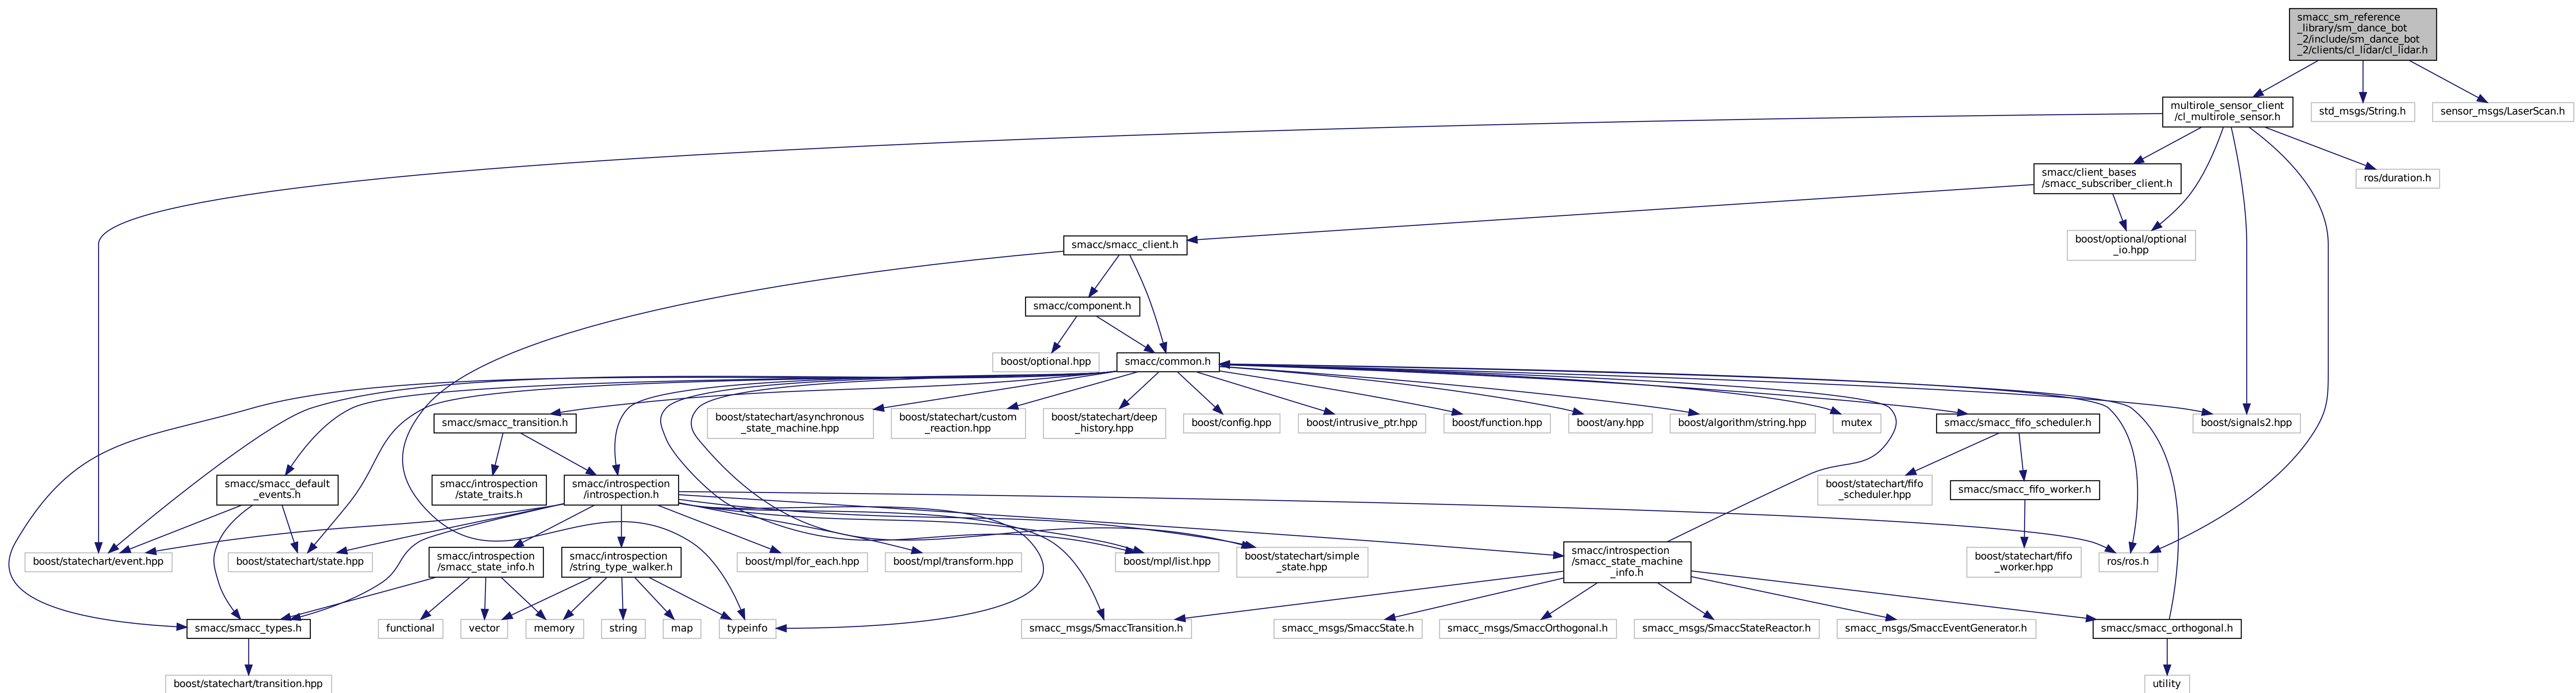 smacc_sm_reference
_library/sm_dance_bot
_2/include/sm_dance_bot
_2/clients/cl_lidar/cl_lidar.h
multirole_sensor_client
/cl_multirole_sensor.h
std_msgs/String.h
sensor_msgs/LaserScan.h
smacc/client_bases
/smacc_subscriber_client.h
ros/duration.h
smacc/smacc_client.h
boost/optional/optional
_io.hpp
smacc/component.h
boost/optional.hpp
smacc/common.h
smacc/smacc_transition.h
boost/statechart/asynchronous
_state_machine.hpp
boost/statechart/custom
_reaction.hpp
boost/statechart/deep
_history.hpp
boost/config.hpp
boost/intrusive_ptr.hpp
boost/function.hpp
boost/any.hpp
boost/algorithm/string.hpp
mutex
smacc/smacc_fifo_scheduler.h
boost/signals2.hpp
smacc/smacc_default
_events.h
smacc/introspection
/state_traits.h
smacc/introspection
/introspection.h
boost/statechart/fifo
_scheduler.hpp
smacc/smacc_fifo_worker.h
boost/statechart/event.hpp
boost/statechart/state.hpp
smacc/introspection
/smacc_state_info.h
smacc/introspection
/string_type_walker.h
boost/mpl/for_each.hpp
boost/mpl/transform.hpp
boost/mpl/list.hpp
boost/statechart/simple
_state.hpp
smacc/introspection
/smacc_state_machine
_info.h
boost/statechart/fifo
_worker.hpp
ros/ros.h
smacc/smacc_types.h
functional
vector
memory
string
map
typeinfo
smacc_msgs/SmaccTransition.h
smacc_msgs/SmaccState.h
smacc_msgs/SmaccOrthogonal.h
smacc_msgs/SmaccStateReactor.h
smacc_msgs/SmaccEventGenerator.h
smacc/smacc_orthogonal.h
boost/statechart/transition.hpp
utility